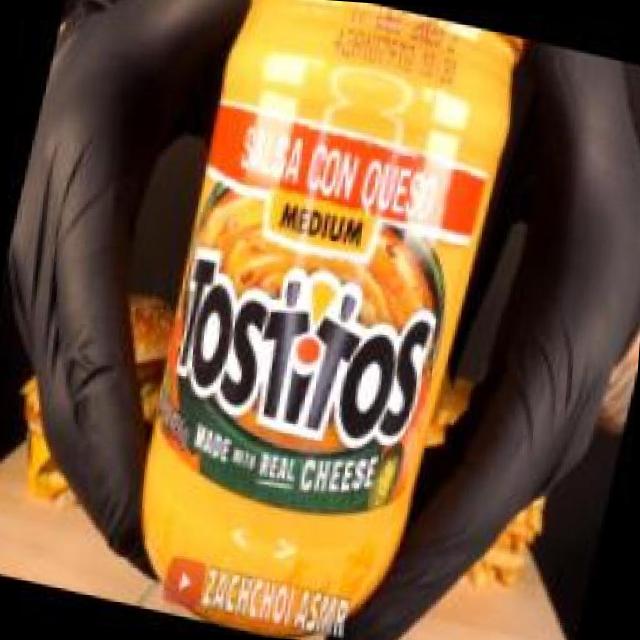 SALSA CON QUESO
MEDIUM
TOSTITOS
MADE WITH REAL CHEESE
ZACHCHOI ASMR